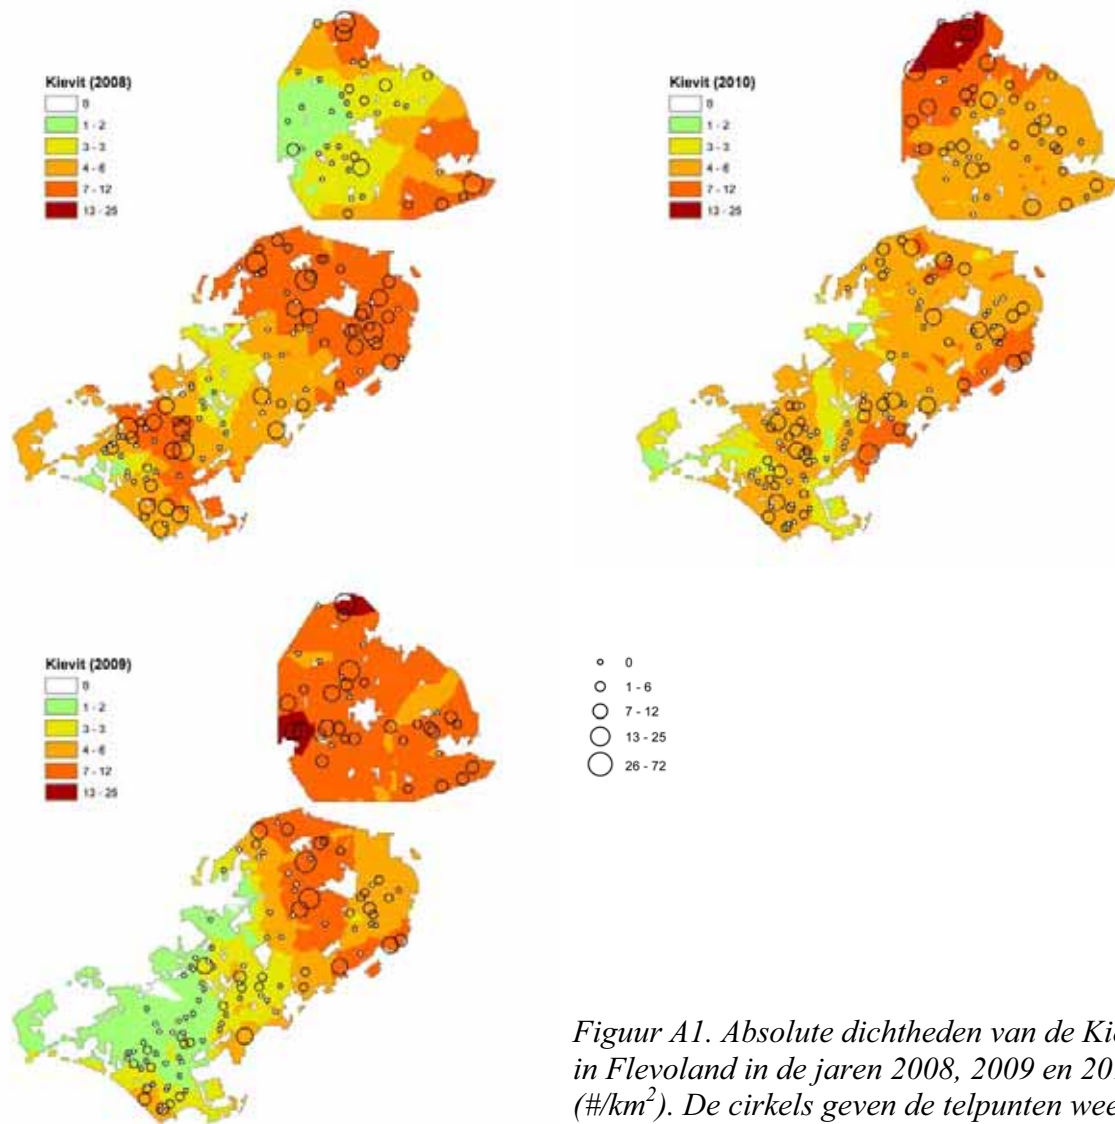 Kievit (2008)
0
1 - 2
3 - 3
4 - 6
7 - 12
13 - 25
Kievit (2010)
0
1 - 2
3 - 3
4 - 6
7 - 12
13 - 25
Kievit (2009)
0
1 - 2
3 - 3
4 - 6
7 - 12
13 - 25
0
1 - 6
7 - 12
13 - 25
26 - 72
Figuur A1. Absolute dichtheden van de Kie
in Flevoland in de jaren 2008, 2009 en 20
(#/km²). De cirkels geven de telpunten wee